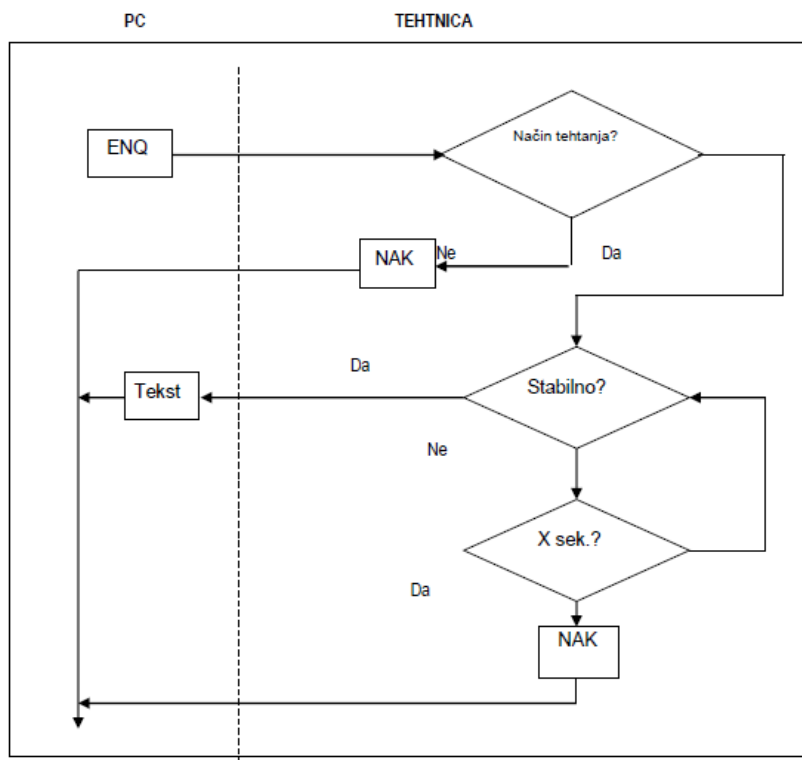 PC
TEHTNICA
Način tehtanja?
ENQ
NAK
Ne
Da
Da
Tekst
Stabilno?
Ne
X sek.?
Da
NAK